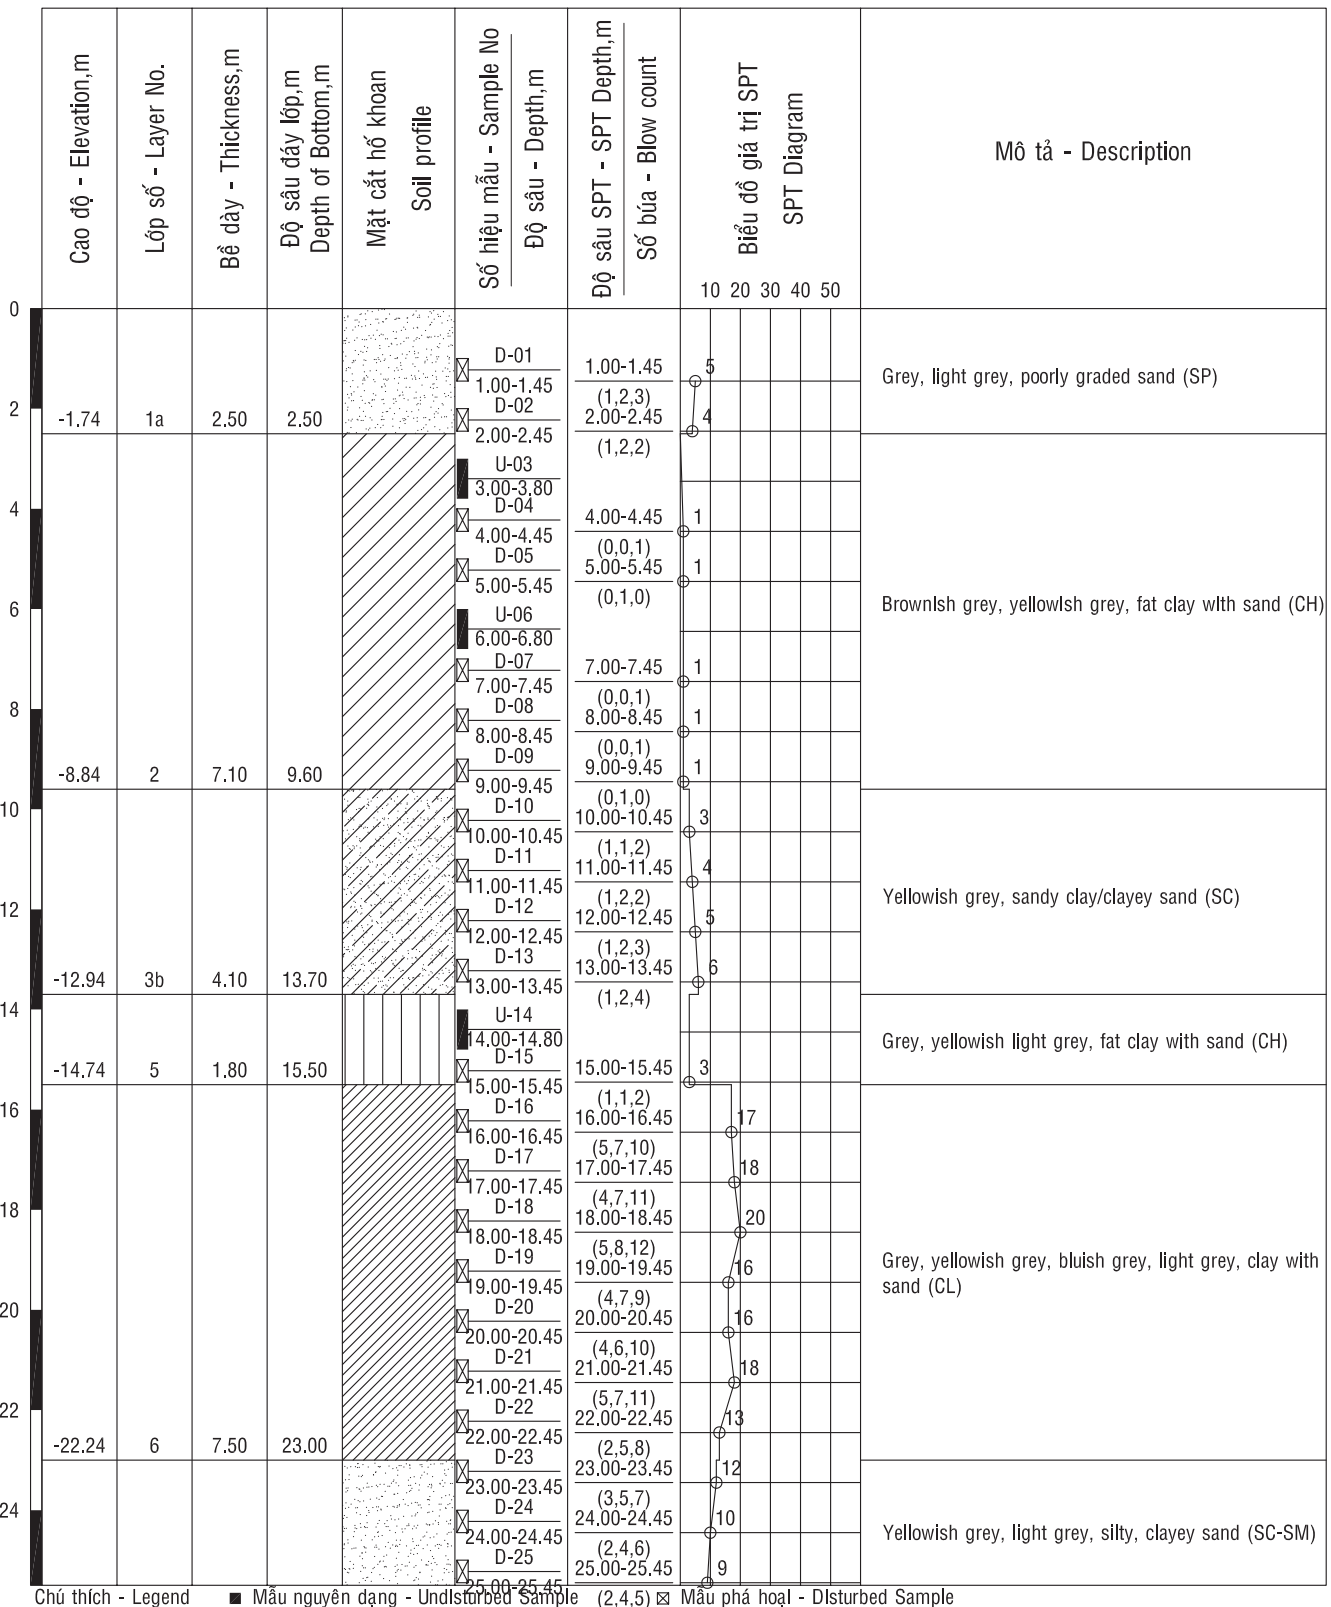 Cao độ - Elevation,m
Lớp số - Layer No.
Bề dày - Thickness,m
Độ sâu đáy lớp,m
Depth of Bottom,m
Mặt cắt hố khoan
Soil profile
Số hiệu mẫu - Sample No
Độ sâu - Depth,m
Độ sâu SPT - SPT Depth,m
Số búa - Blow count
Biểu đồ giá trị SPT
SPT Diagram
Mô tả - Description
10 20 30 40 50
0
D-01
1.00-1.45
1.00-1.45
(1,2,3)
5
Grey, light grey, poorly graded sand (SP)
2
D-02
2.00-2.45
2.00-2.45
(1,2,2)
4
-1.74 1a 2.50 2.50
U-03
3.00-3.80
4
D-04
4.00-4.45
4.00-4.45
(0,0,1)
1
D-05
5.00-5.45
5.00-5.45
(0,1,0)
1
Brownish grey, yellowish grey, fat clay with sand (CH)
6
U-06
6.00-6.80
D-07
7.00-7.45
7.00-7.45
(0,0,1)
1
8
D-08
8.00-8.45
8.00-8.45
(0,0,1)
1
D-09
9.00-9.45
9.00-9.45
(0,1,0)
1
-8.84 2 7.10 9.60
10
D-10
10.00-10.45
10.00-10.45
(1,1,2)
3
D-11
11.00-11.45
11.00-11.45
(1,2,2)
4
Yellowish grey, sandy clay/clayey sand (SC)
12
D-12
12.00-12.45
12.00-12.45
(1,2,3)
5
D-13
13.00-13.45
13.00-13.45
(1,2,4)
6
-12.94 3b 4.10 13.70
14
U-14
14.00-14.80
Grey, yellowish light grey, fat clay with sand (CH)
D-15
15.00-15.45
15.00-15.45
(1,1,2)
3
-14.74 5 1.80 15.50
16
D-16
16.00-16.45
16.00-16.45
(5,7,10)
17
D-17
17.00-17.45
17.00-17.45
(4,7,11)
18
18
D-18
18.00-18.45
18.00-18.45
(5,8,12)
20
D-19
19.00-19.45
19.00-19.45
(4,7,9)
16
Grey, yellowish grey, bluish grey, light grey, clay with
sand (CL)
20
D-20
20.00-20.45
20.00-20.45
(4,6,10)
16
D-21
21.00-21.45
21.00-21.45
(5,7,11)
18
22
D-22
22.00-22.45
22.00-22.45
(2,5,8)
13
-22.24 6 7.50 23.00
D-23
23.00-23.45
23.00-23.45
(3,5,7)
12
24
D-24
24.00-24.45
24.00-24.45
(2,4,6)
10
Yellowish grey, light grey, silty, clayey sand (SC-SM)
D-25
25.00-25.45
25.00-25.45
(2,4,5)
9
Chú thích - Legend Mẫu nguyên dạng - Undisturbed Sample Mẫu phá hoại - Disturbed Sample